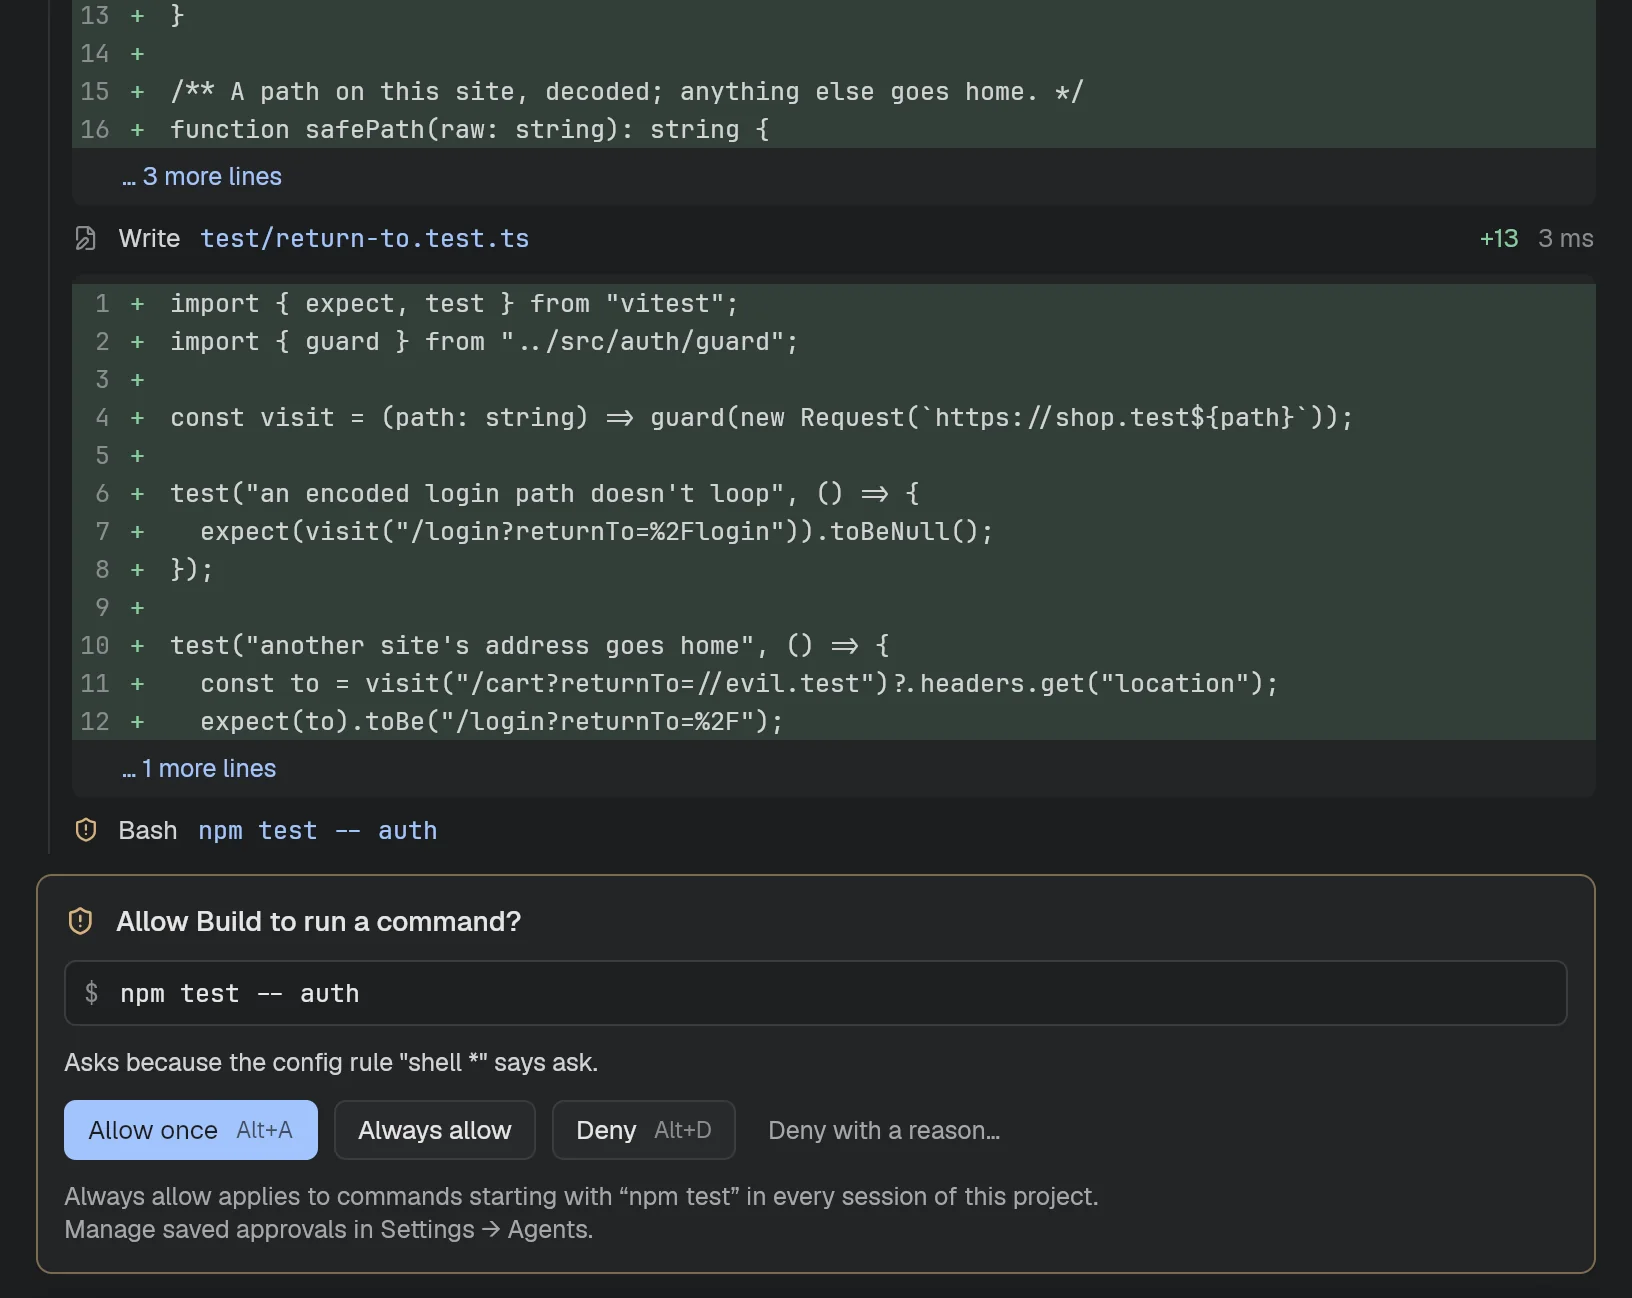 13 + }
14 +
15 + /** A path on this site, decoded; anything else goes home. */
16 + function safePath(raw: string): string {
… 3 more lines
Write test/return-to.test.ts +13 3 ms
1 + import { expect, test } from "vitest";
2 + import { guard } from "../src/auth/guard";
3 +
4 + const visit = (path: string) => guard(new Request(`https://shop.test${path}`));
5 +
6 + test("an encoded login path doesn't loop", () => {
7 + expect(visit("/login?returnTo=%2Flogin")).toBeNull();
8 + });
9 +
10 + test("another site's address goes home", () => {
11 + const to = visit("/cart?returnTo=//evil.test")?.headers.get("location");
12 + expect(to).toBe("/login?returnTo=%2F");
… 1 more lines
Bash npm test -- auth
Allow Build to run a command?
$ npm test -- auth
Asks because the config rule "shell *" says ask.
Allow once Alt+A Always allow Deny Alt+D Deny with a reason…
Always allow applies to commands starting with “npm test” in every session of this project.
Manage saved approvals in Settings → Agents.